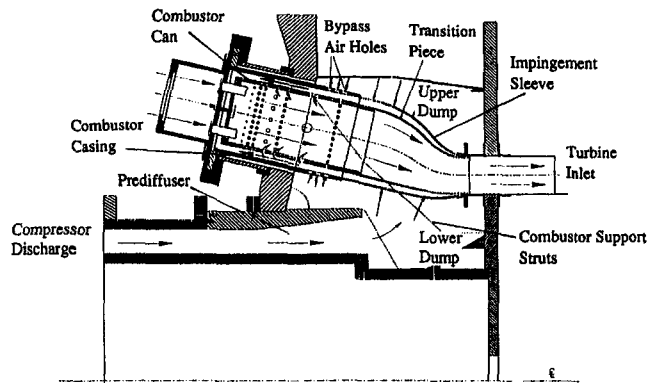 Combustor
Can
Bypass
Air Holes
Transition
Piece
Impingement
Sleeve
Upper
Dump
Combustor
Casing
Turbine
Inlet
Prediffuser
Compressor
Discharge
Lower
Dump
Combustor Support
Struts
℄